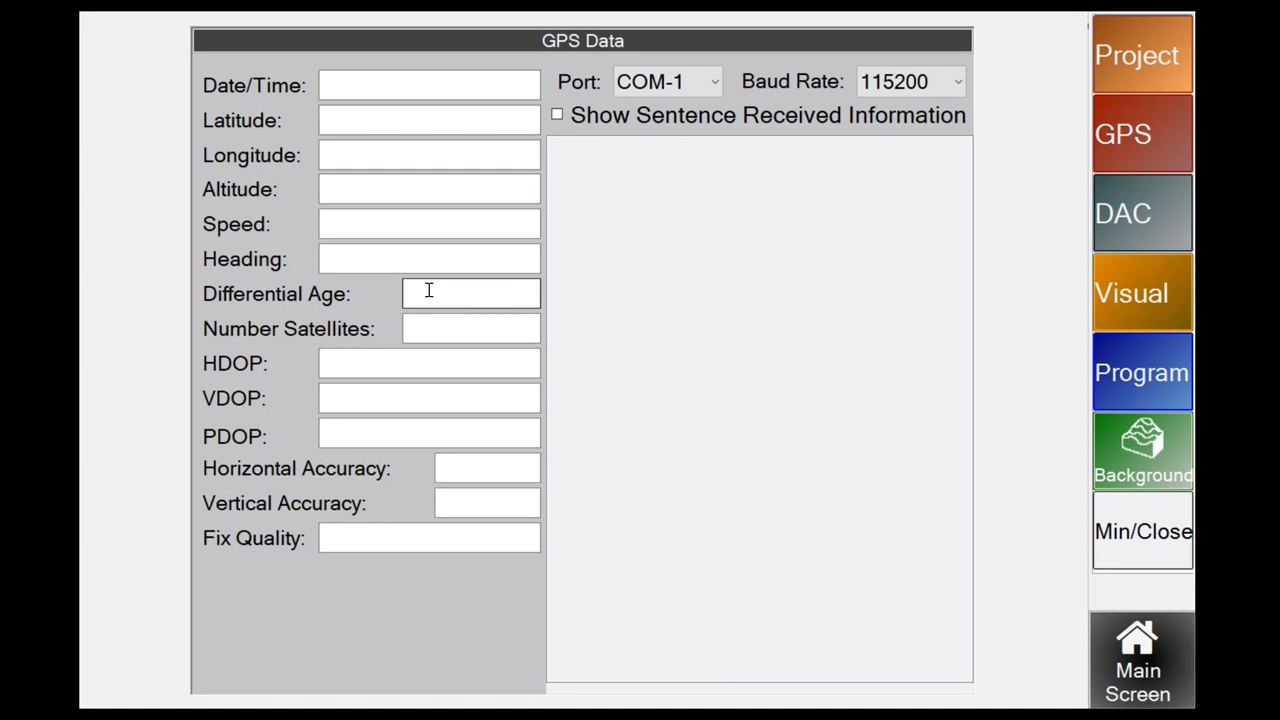 GPS Data
Date/Time:
Latitude:
Longitude:
Altitude:
Speed:
Heading:
Differential Age:
Number Satellites:
HDOP:
VDOP:
PDOP:
Horizontal Accuracy:
Vertical Accuracy:
Fix Quality:
Port: COM-1 Baud Rate: 115200
Show Sentence Received Information
Project
GPS
DAC
Visual
Program
Background
Min/Close
Main
Screen